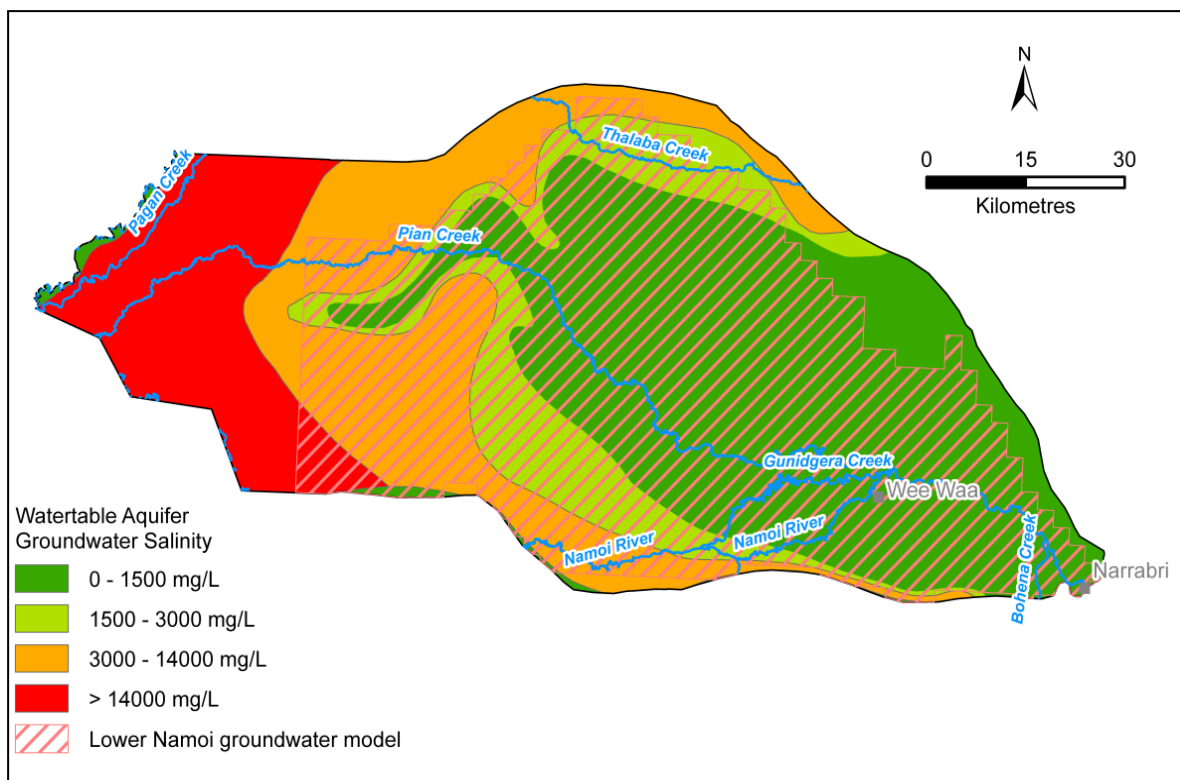 N
Thalaba Creek
0 15 30
Kilometres
Pagan Creek
Pian Creek
Gunidgera Creek
Wee Waa
Namoi River
Namoi River
Bohena Creek
Narrabri
Watertable Aquifer
Groundwater Salinity
0 - 1500 mg/L
1500 - 3000 mg/L
3000 - 14000 mg/L
> 14000 mg/L
Lower Namoi groundwater model